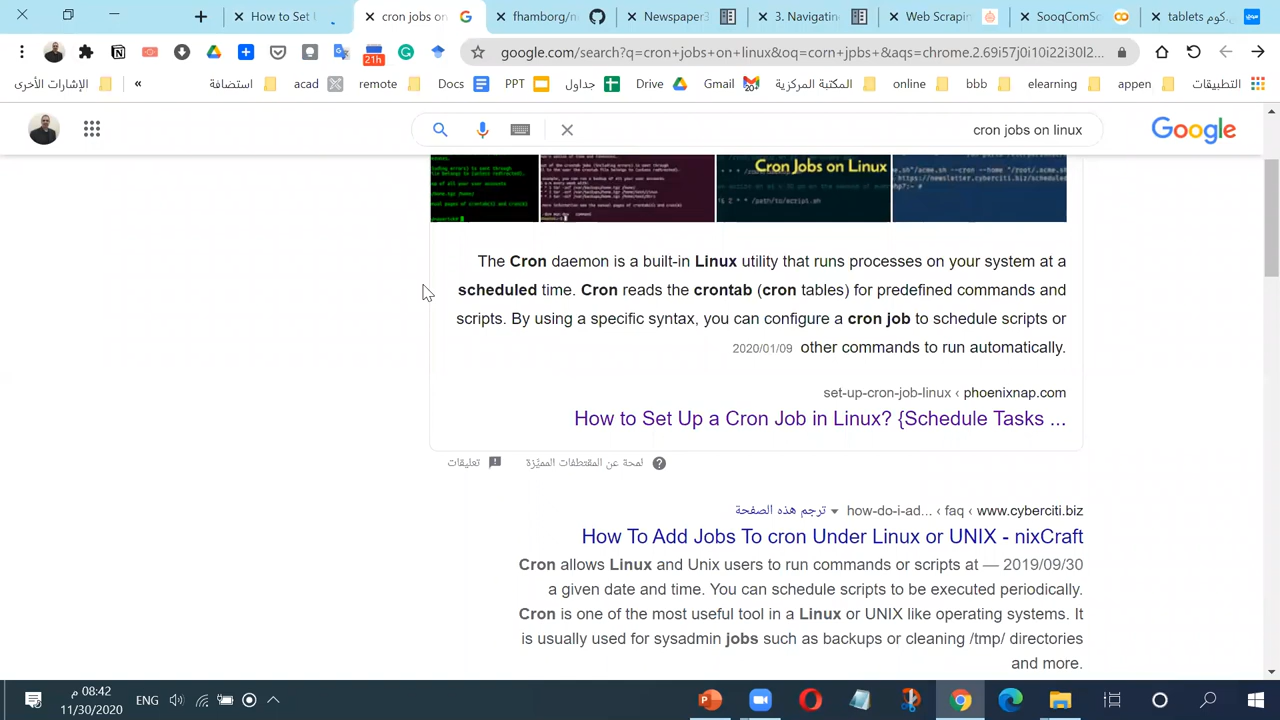 How to Set U
cron jobs on
fhambarg/n
Newspaper3
3. Navigatin
Web Scrapin
SouqComSc
tablets كوم.
google.com/search?q=cron+jobs+on+linux&oq=cron+jpbs+&aqs=chrome.2.69i57j0i10i22i3...
21h
الإشارات الأخرى
«
استضافة
acad
remote
Docs
PPT
جداول
Drive
Gmail
20+
المكتبة المركزية
online
bbb
elearning
appen
التطبيقات
cron jobs on linux
Google
Cron Jobs on Linux
The Cron daemon is a built-in Linux utility that runs processes on your system at a
scheduled time. Cron reads the crontab (cron tables) for predefined commands and
scripts. By using a specific syntax, you can configure a cron job to schedule scripts or
2020/01/09 other commands to run automatically.
set-up-cron-job-linux ‹ phoenixnap.com
How to Set Up a Cron Job in Linux? {Schedule Tasks ...
لمحة عن المقتطفات المميَّزة
تعليقات
ترجم هذه الصفحة ▾ how-do-i-ad... ‹ faq ‹ www.cyberciti.biz
How To Add Jobs To cron Under Linux or UNIX - nixCraft
Cron allows Linux and Unix users to run commands or scripts at — 2019/09/30
a given date and time. You can schedule scripts to be executed periodically.
Cron is one of the most useful tool in a Linux or UNIX like operating systems. It
is usually used for sysadmin jobs such as backups or cleaning /tmp/ directories
and more.
08:42 م
ENG
11/30/2020